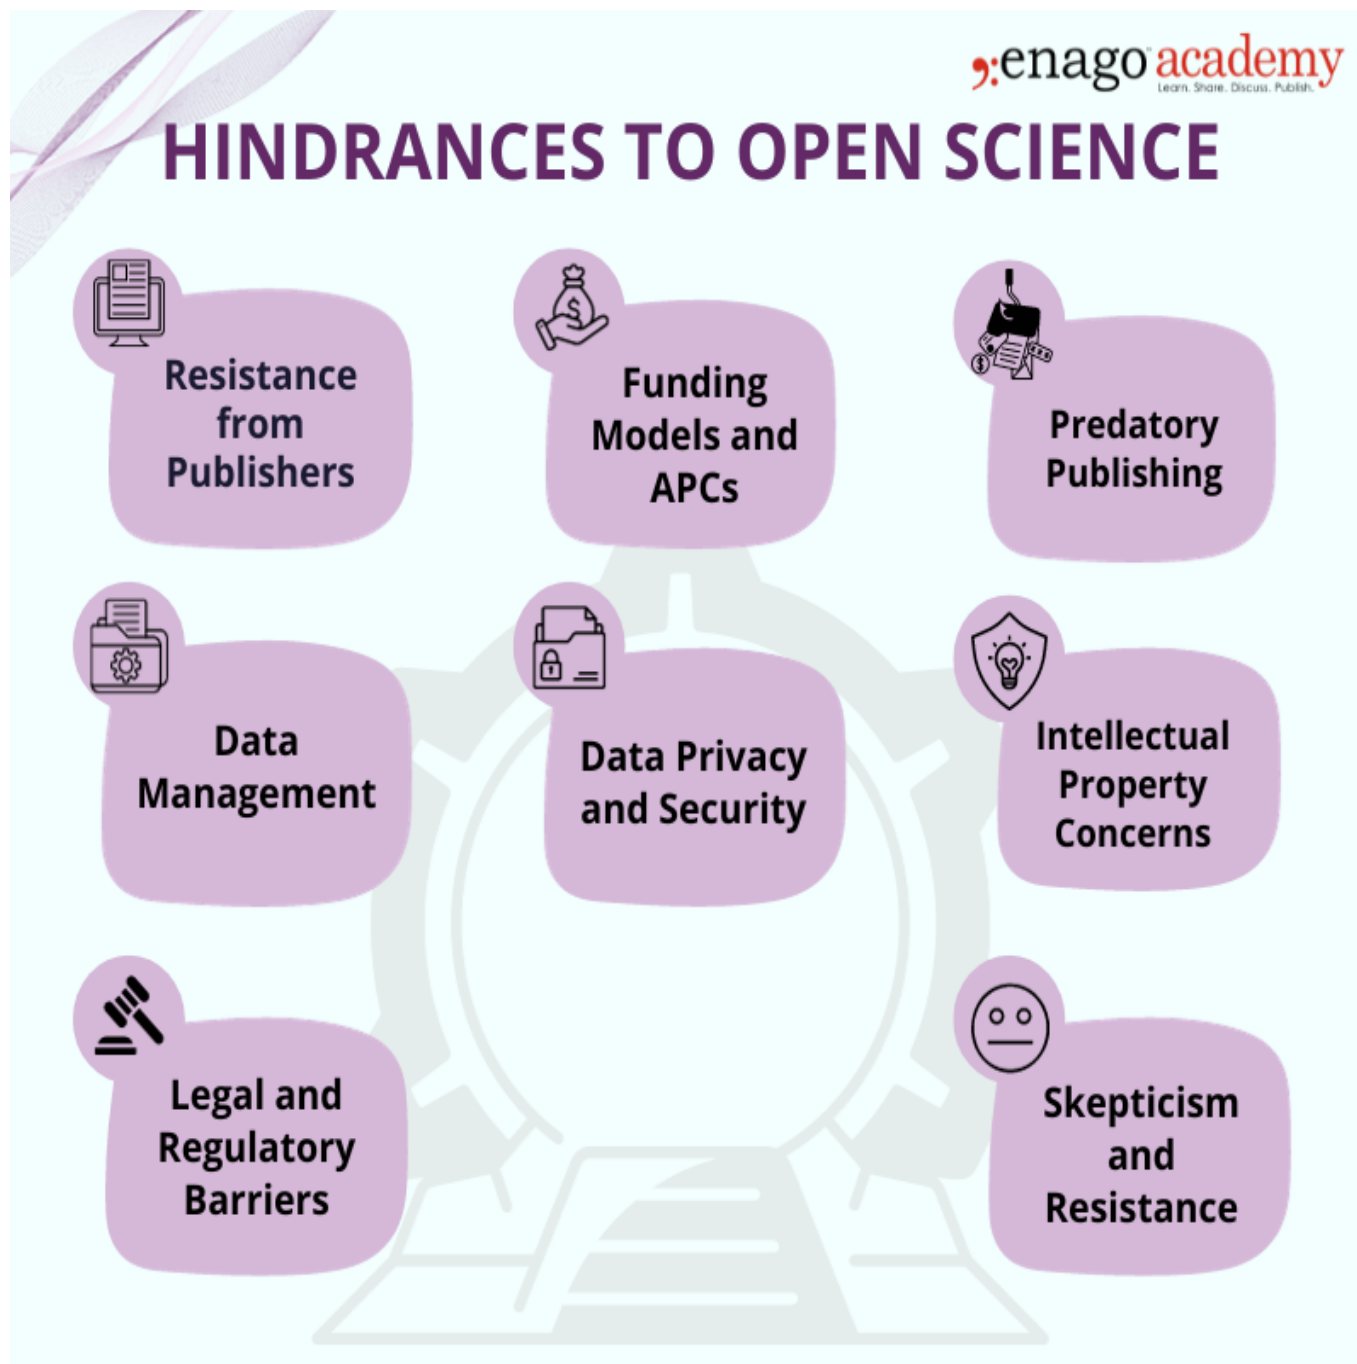 enago academy
Learn. Share. Discuss. Publish.
HINDRANCES TO OPEN SCIENCE
Resistance
from
Publishers
Funding
Models and
APCs
Predatory
Publishing
Data
Management
Data Privacy
and Security
Intellectual
Property
Concerns
Legal and
Regulatory
Barriers
Skepticism
and
Resistance